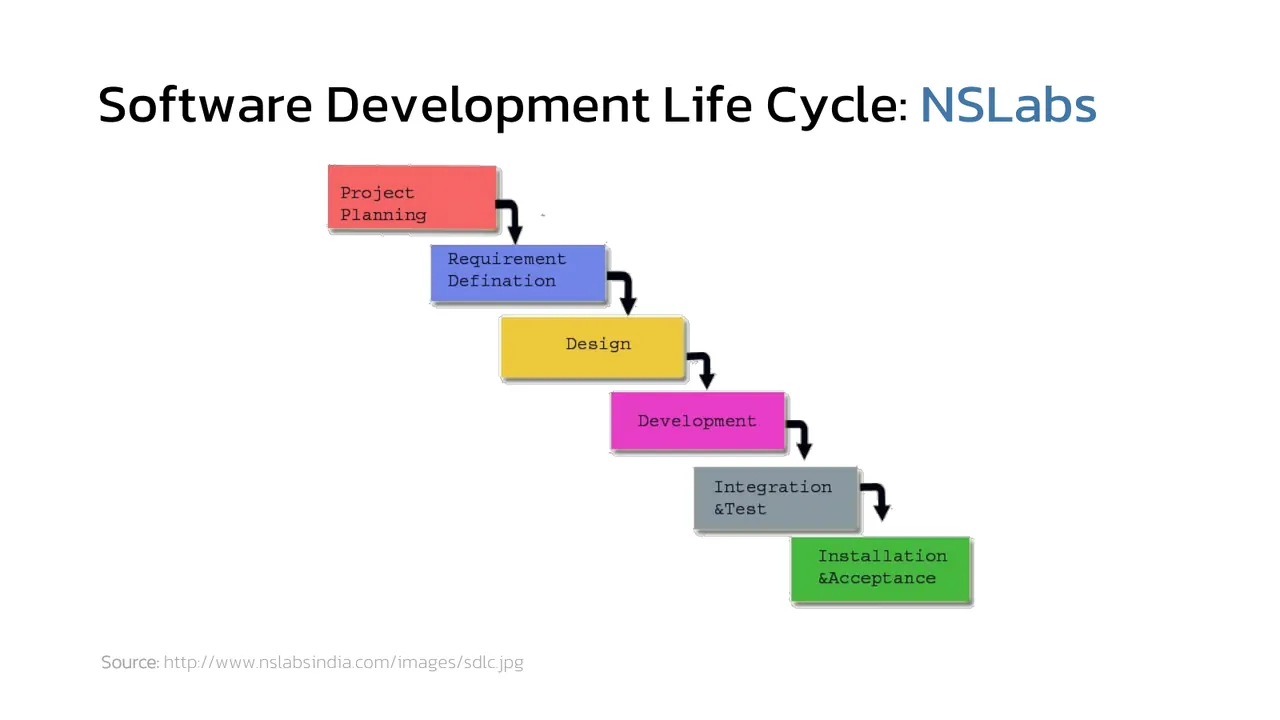 Software Development Life Cycle: NSLabs
Project
Planning
Requirement
Defination
Design
Development
Integration
&Test
Installation
&Acceptance
Source: http://www.nslabsindia.com/images/sdlc.jpg